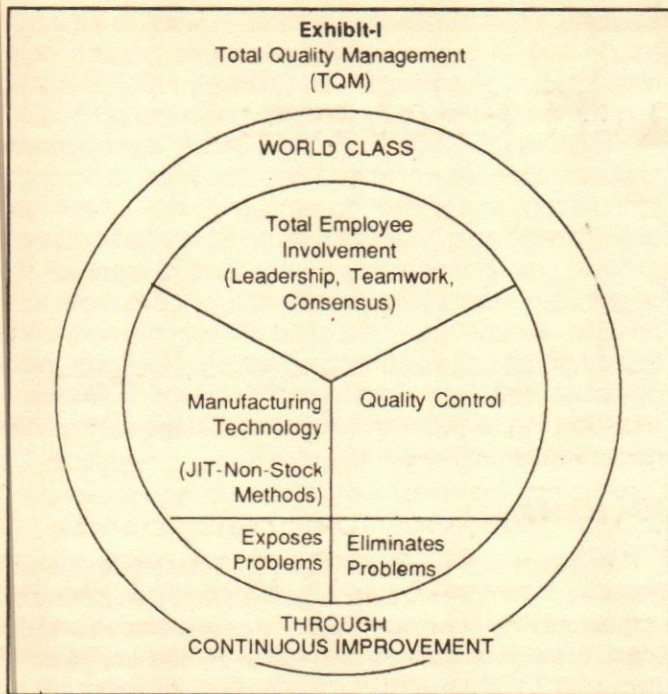 Exhibit-I
Total Quality Management
(TQM)
WORLD CLASS
Total Employee
Involvement
(Leadership, Teamwork,
Consensus)
Manufacturing
Technology
(JIT-Non-Stock
Methods)
Quality Control
Exposes
Problems
Eliminates
Problems
THROUGH
CONTINUOUS IMPROVEMENT